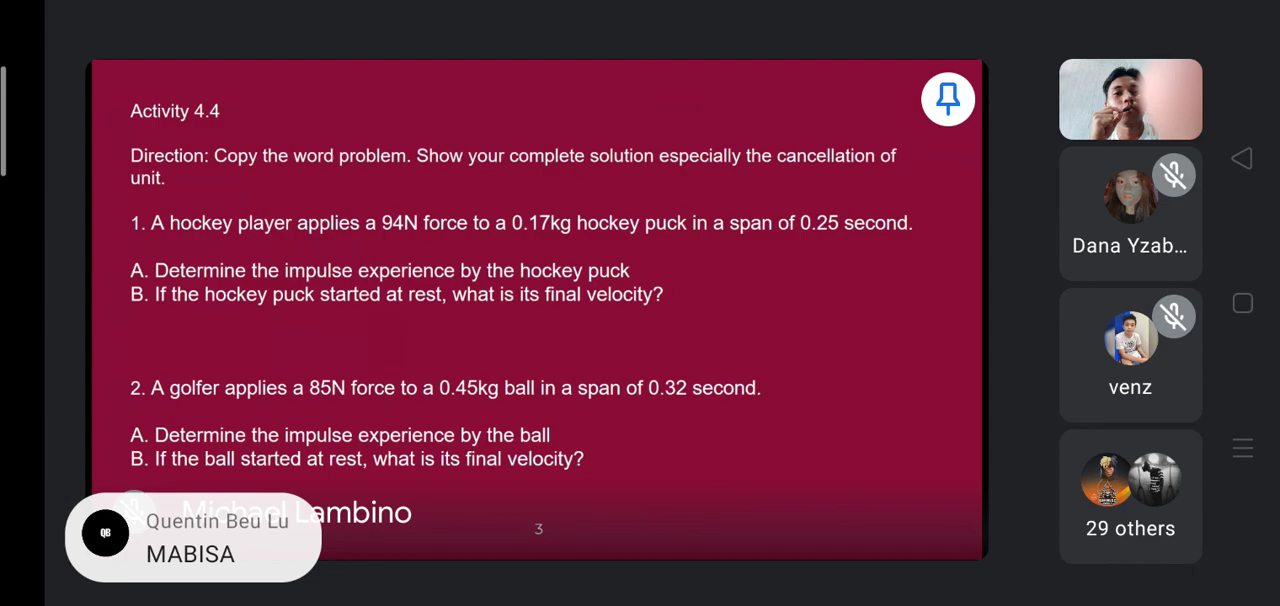 Activity 4.4
Direction: Copy the word problem. Show your complete solution especially the cancellation of
unit.
1. A hockey player applies a 94N force to a 0.17kg hockey puck in a span of 0.25 second.
A. Determine the impulse experience by the hockey puck
B. If the hockey puck started at rest, what is its final velocity?
2. A golfer applies a 85N force to a 0.45kg ball in a span of 0.32 second.
A. Determine the impulse experience by the ball
B. If the ball started at rest, what is its final velocity?
Michael Lambino
3
QB
Quentin Beu Lu
MABISA
Dana Yzab...
venz
29 others